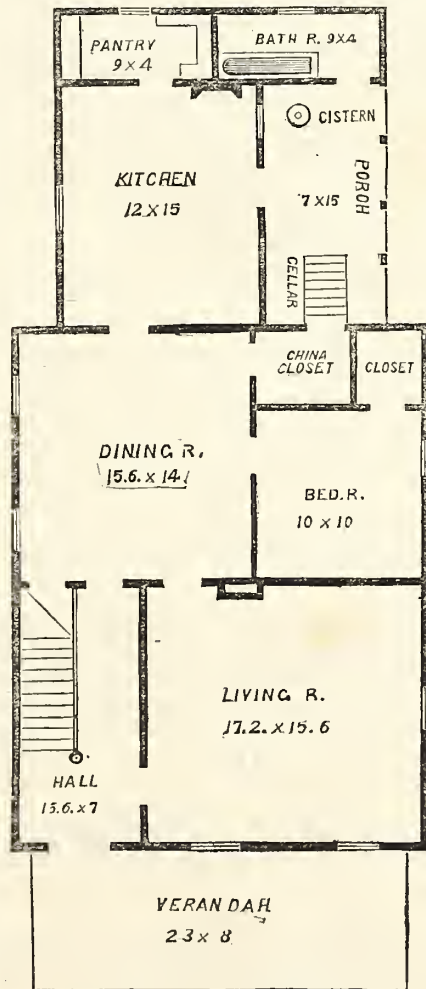 PANTRY
9 x 4
BATH R. 9x4
CISTERN
KITCHEN
12 x 15
POROH
7 x 15
CELLAR
CHINA
CLOSET
CLOSET
DINING R.
15.6. x 14
BED. R.
10 x 10
LIVING R.
17.2. x 15.6
HALL
15.6. x 7
VERANDAH
23 x 8